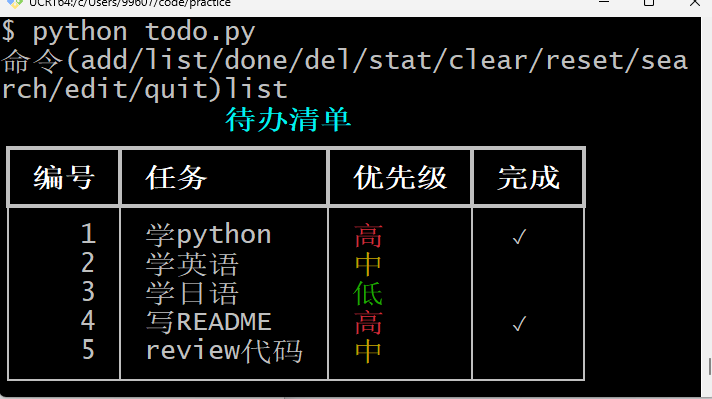 UCRT64:/c/Users/99607/code/practice
$ python todo.py
命令(add/list/done/del/stat/clear/reset/sea
rch/edit/quit)list
待办清单
编号 任务 优先级 完成
1 学python 高 ✓
2 学英语 中
3 学日语 低
4 写README 高 ✓
5 review代码 中